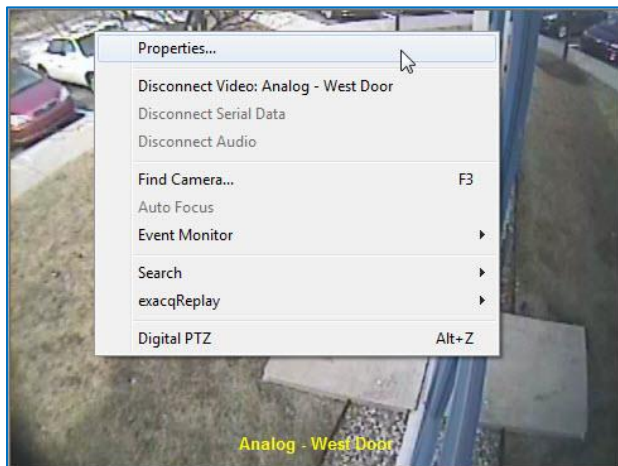 Properties...
Disconnect Video: Analog - West Door
Disconnect Serial Data
Disconnect Audio
Find Camera... F3
Auto Focus
Event Monitor
Search
exacqReplay
Digital PTZ Alt+Z
Analog - West Door